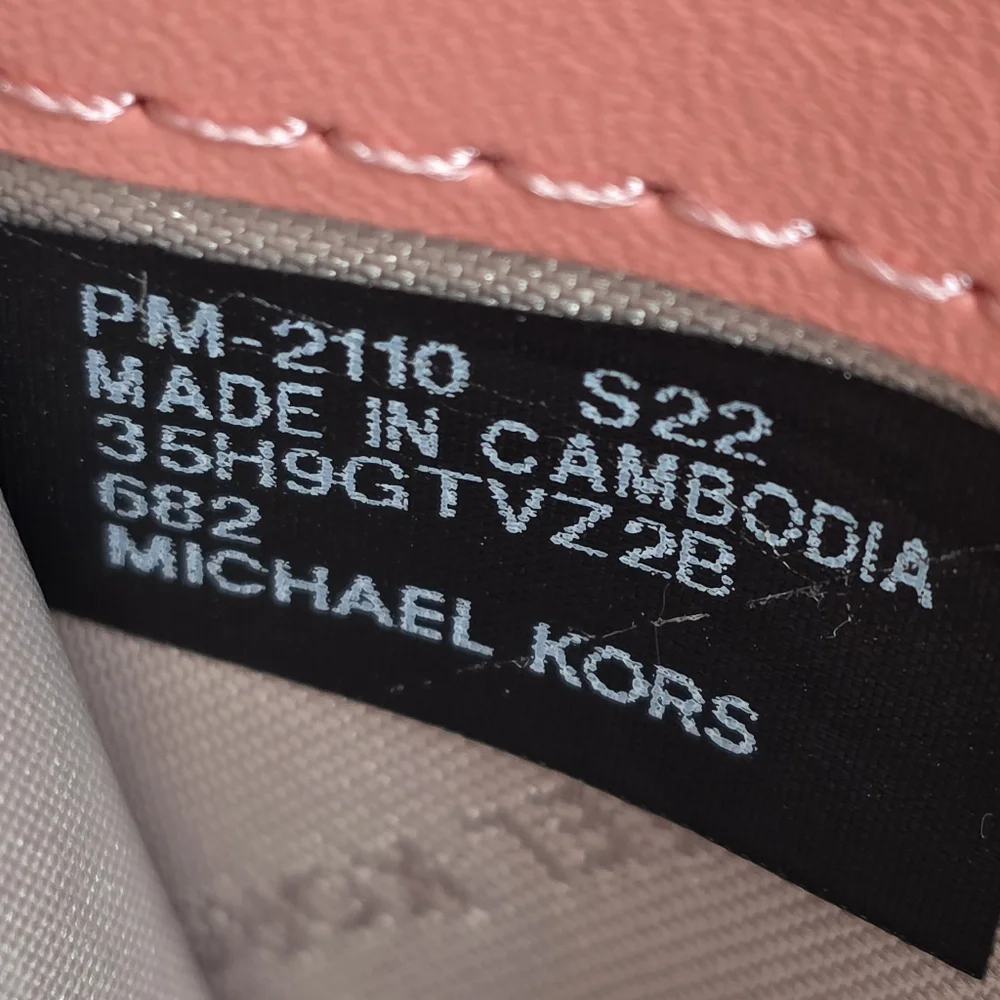 PM-2110 S22
MADE IN CAMBODIA
35H9GTVZ2B
682
MICHAEL KORS